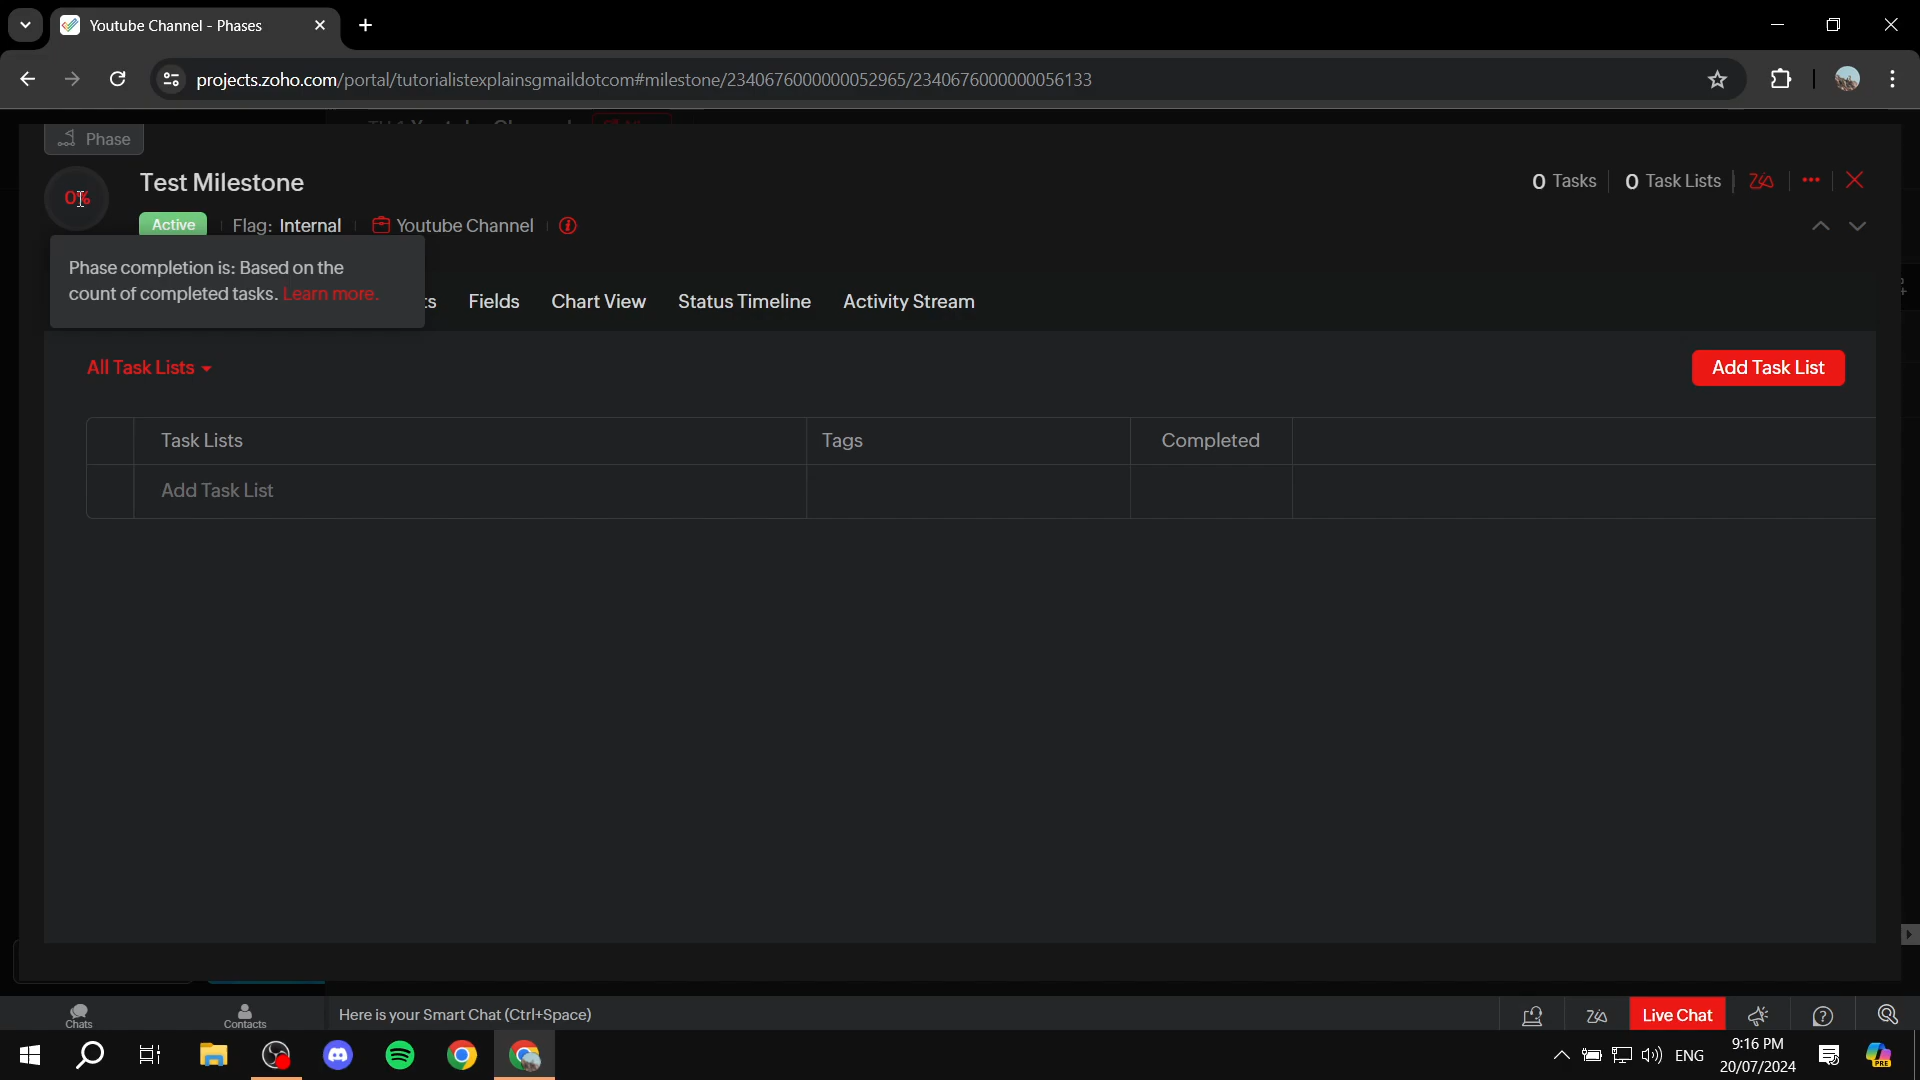 Youtube Channel - Phases
projects.zoho.com/portal/tutorialistexplainsgmaildotcom#milestone/2340676000000052965/2340676000000056133
Phase
0%
Test Milestone
0 Tasks
0 Task Lists
Active
Flag: Internal
Youtube Channel
Phase completion is: Based on the
count of completed tasks. Learn more.
Fields
Chart View
Status Timeline
Activity Stream
All Task Lists
Add Task List
Task Lists
Tags
Completed
Add Task List
Chats
Contacts
Here is your Smart Chat (Ctrl+Space)
Live Chat
ENG
9:16 PM
20/07/2024
PRE